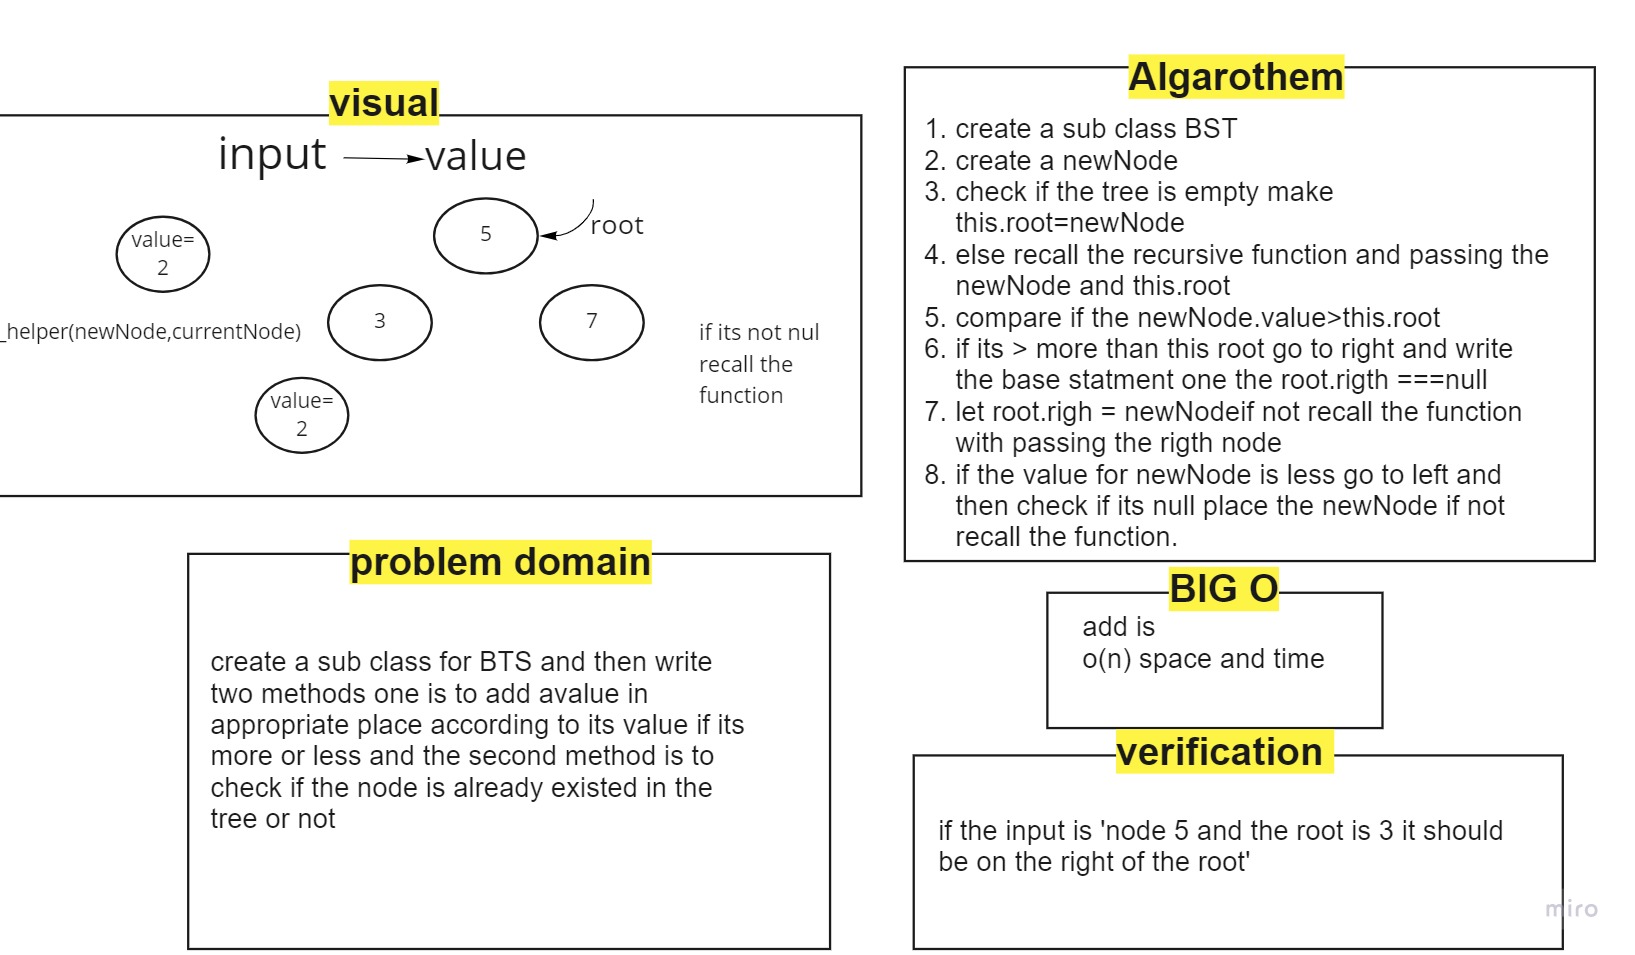 visual
input
value
5
root
value=
2
3
7
_helper(newNode,currentNode)
if its not nul
recall the
function
value=
2
problem domain
create a sub class for BTS and then write
two methods one is to add avalue in
appropriate place according to its value if its
more or less and the second method is to
check if the node is already existed in the
tree or not
Algarothem
1. create a sub class BST
2. create a newNode
3. check if the tree is empty make
this.root=newNode
4. else recall the recursive function and passing the
newNode and this.root
5. compare if the newNode.value>this.root
6. if its > more than this root go to right and write
the base statment one the root.rigth ===null
7. let root.righ = newNodeif not recall the function
with passing the rigth node
8. if the value for newNode is less go to left and
then check if its null place the newNode if not
recall the function.
BIG O
add is
o(n) space and time
verification
if the input is 'node 5 and the root is 3 it should
be on the right of the root'
miro